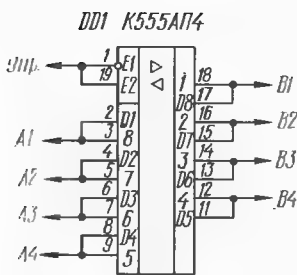 DD1 К555АП4
Упр. 1 E1 ▷ 1 18 B1
19 E2 ◁ D8 17
A1 2 D1 2 16 B2
3 8 D7 15
A2 4 D2 3 14 B3
5 7 D6 13
A3 6 D3 4 12 B4
7 6 D5 11
A4 8 D4
9 5